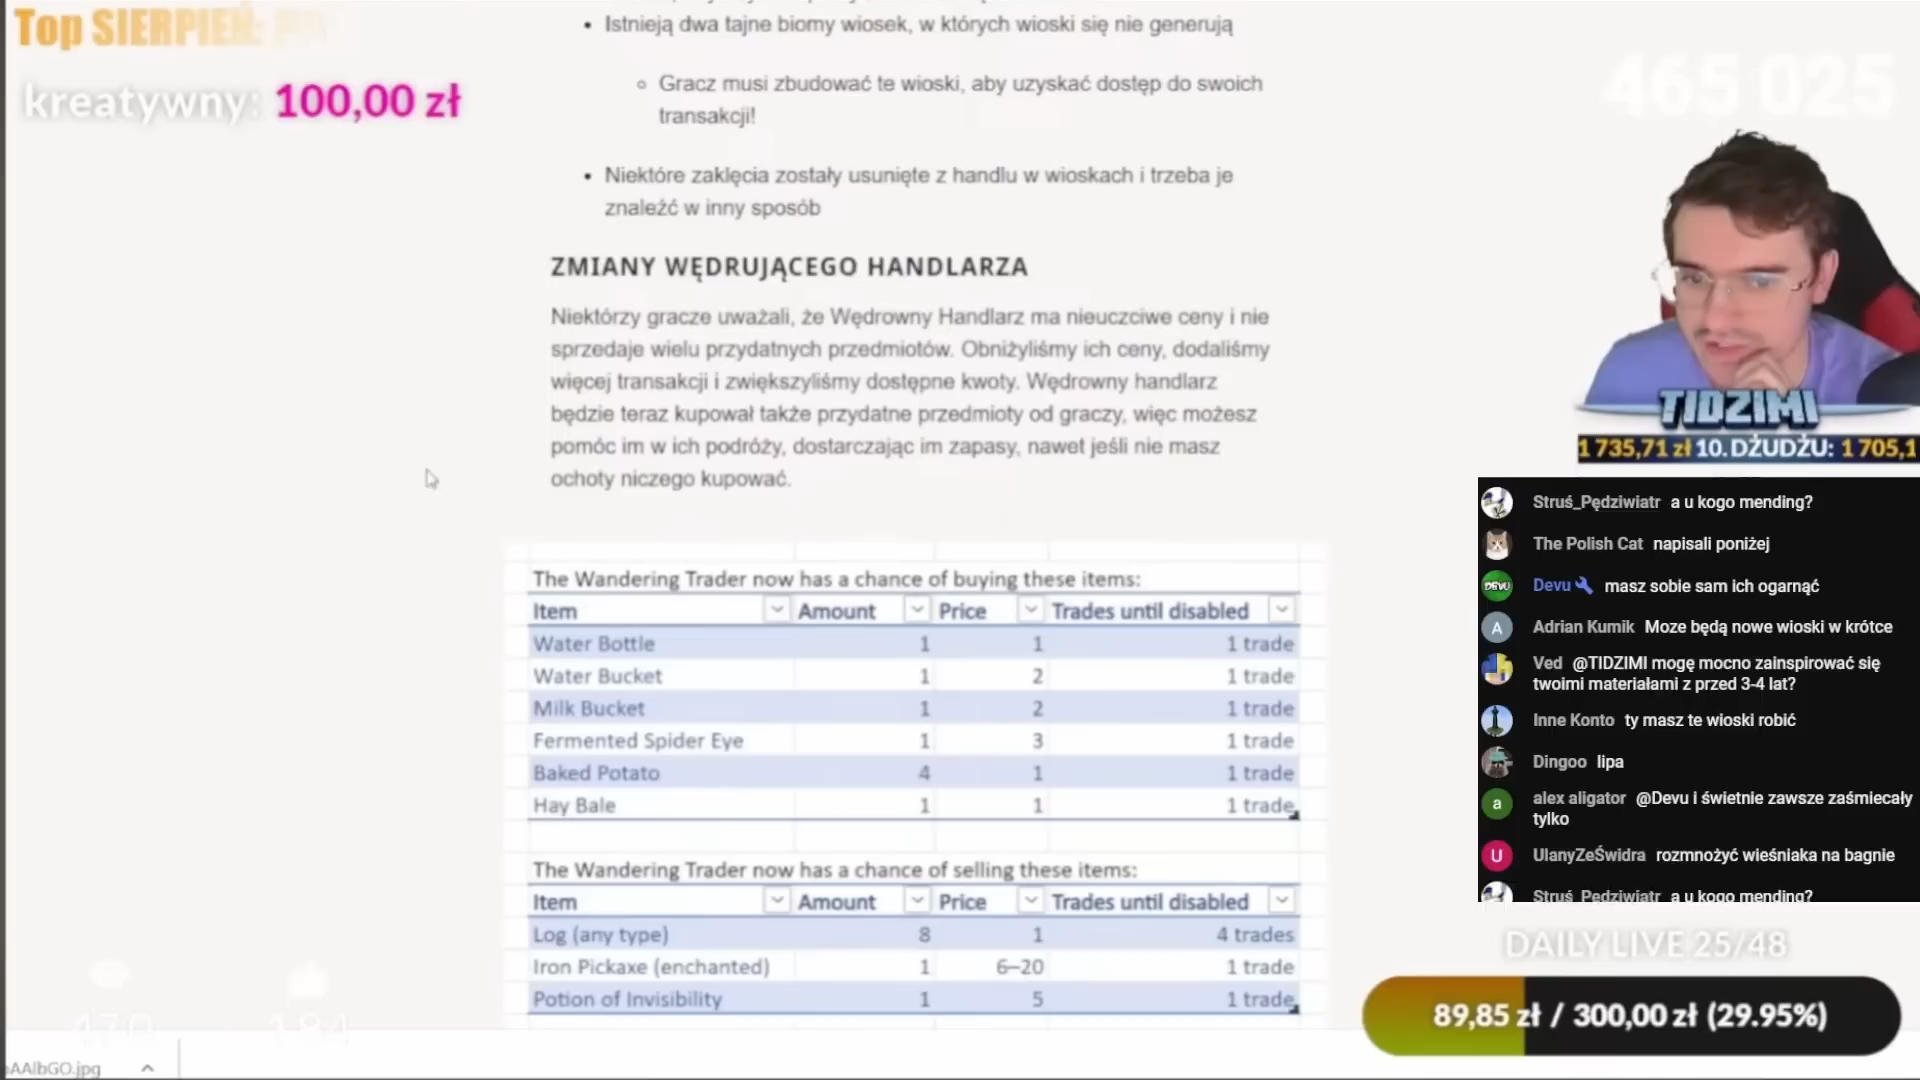 Top SIERPIEŃ:
kreatywny: 100,00 zł
• Istnieją dwa tajne biomy wiosek, w których wioski się nie generują
○ Gracz musi zbudować te wioski, aby uzyskać dostęp do swoich
transakcji!
• Niektóre zaklęcia zostały usunięte z handlu w wioskach i trzeba je
znaleźć w inny sposób
ZMIANY WĘDRUJĄCEGO HANDLARZA
Niektórzy gracze uważali, że Wędrowny Handlarz ma nieuczciwe ceny i nie
sprzedaje wielu przydatnych przedmiotów. Obniżyliśmy ich ceny, dodaliśmy
więcej transakcji i zwiększyliśmy dostępne kwoty. Wędrowny handlarz
będzie teraz kupował także przydatne przedmioty od graczy, więc możesz
pomóc im w ich podróży, dostarczając im zapasy, nawet jeśli nie masz
ochoty niczego kupować.
The Wandering Trader now has a chance of buying these items:
Item Amount Price Trades until disabled
Water Bottle 1 1 1 trade
Water Bucket 1 2 1 trade
Milk Bucket 1 2 1 trade
Fermented Spider Eye 1 3 1 trade
Baked Potato 4 1 1 trade
Hay Bale 1 1 1 trade
The Wandering Trader now has a chance of selling these items:
Item Amount Price Trades until disabled
Log (any type) 8 1 4 trades
Iron Pickaxe (enchanted) 1 6–20 1 trade
Potion of Invisibility 1 5 1 trade
470 184
AAlbGO.jpg
465 025
TIDZIMI
1 735,71 zł 10. DŻUDŻU: 1 705,1
Struś_Pędziwiatr a u kogo mending?
The Polish Cat napisali poniżej
DEVU Devu masz sobie sam ich ogarnąć
A Adrian Kumik Moze będą nowe wioski w krótce
Ved @TIDZIMI mogę mocno zainspirować się
twoimi materiałami z przed 3-4 lat?
Inne Konto ty masz te wioski robić
Dingoo lipa
a alex aligator @Devu i świetnie zawsze zaśmiecały
tylko
U UlanyZeŚwidra rozmnożyć wieśniaka na bagnie
Struś_Pędziwiatr a u kogo mending?
DAILY LIVE 25/48
89,85 zł / 300,00 zł (29.95%)